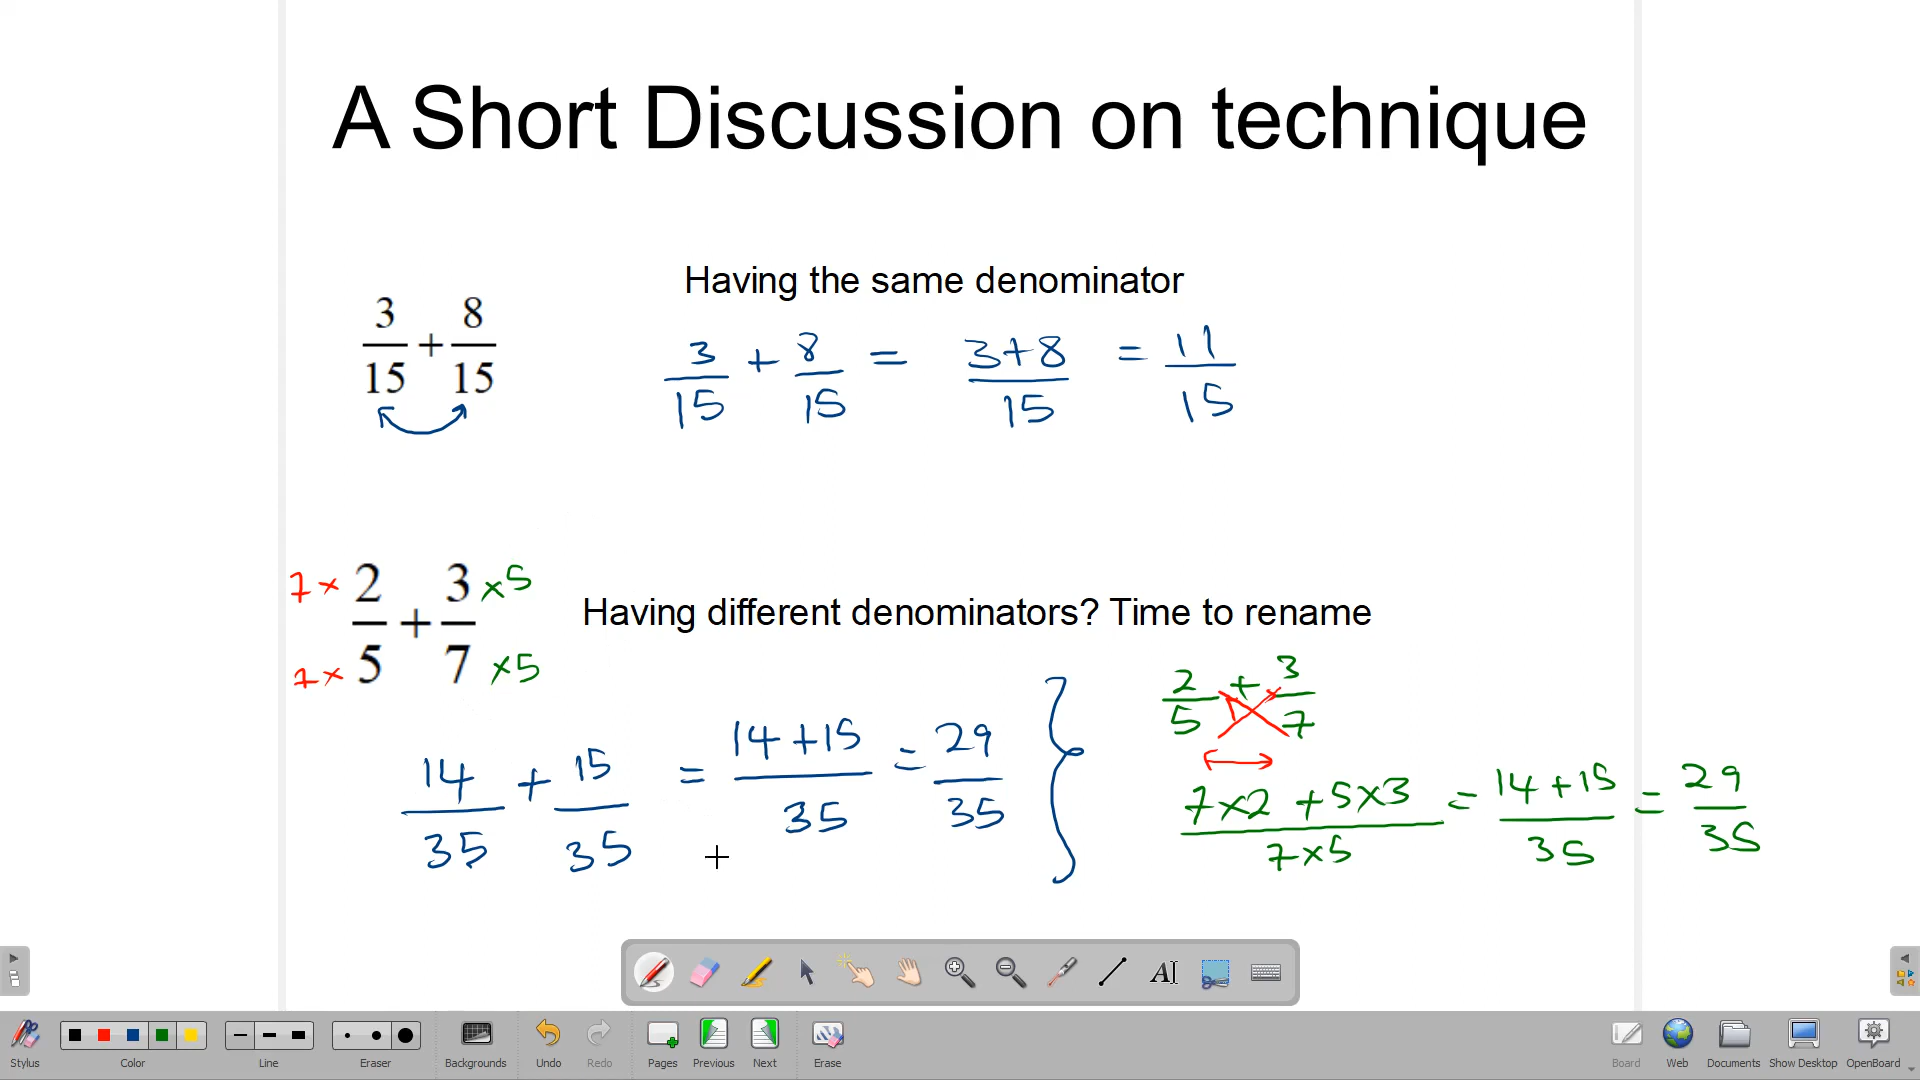 A Short Discussion on technique
Having the same denominator
3/15 + 8/15
3/15 + 8/15 = 3+8/15 = 11/15
7× 2/5 + 3/7 ×5
7× ×5
Having different denominators? Time to rename
2/5 + 3/7
14/35 + 15/35 = 14+15/35 = 29/35
7×2 +5×3/7×5 = 14+15/35 = 29/35
AI
Stylus
Color
Line
Eraser
Backgrounds
Undo
Redo
Pages
Previous
Next
Erase
Board
Web
Documents
Show Desktop
OpenBoard